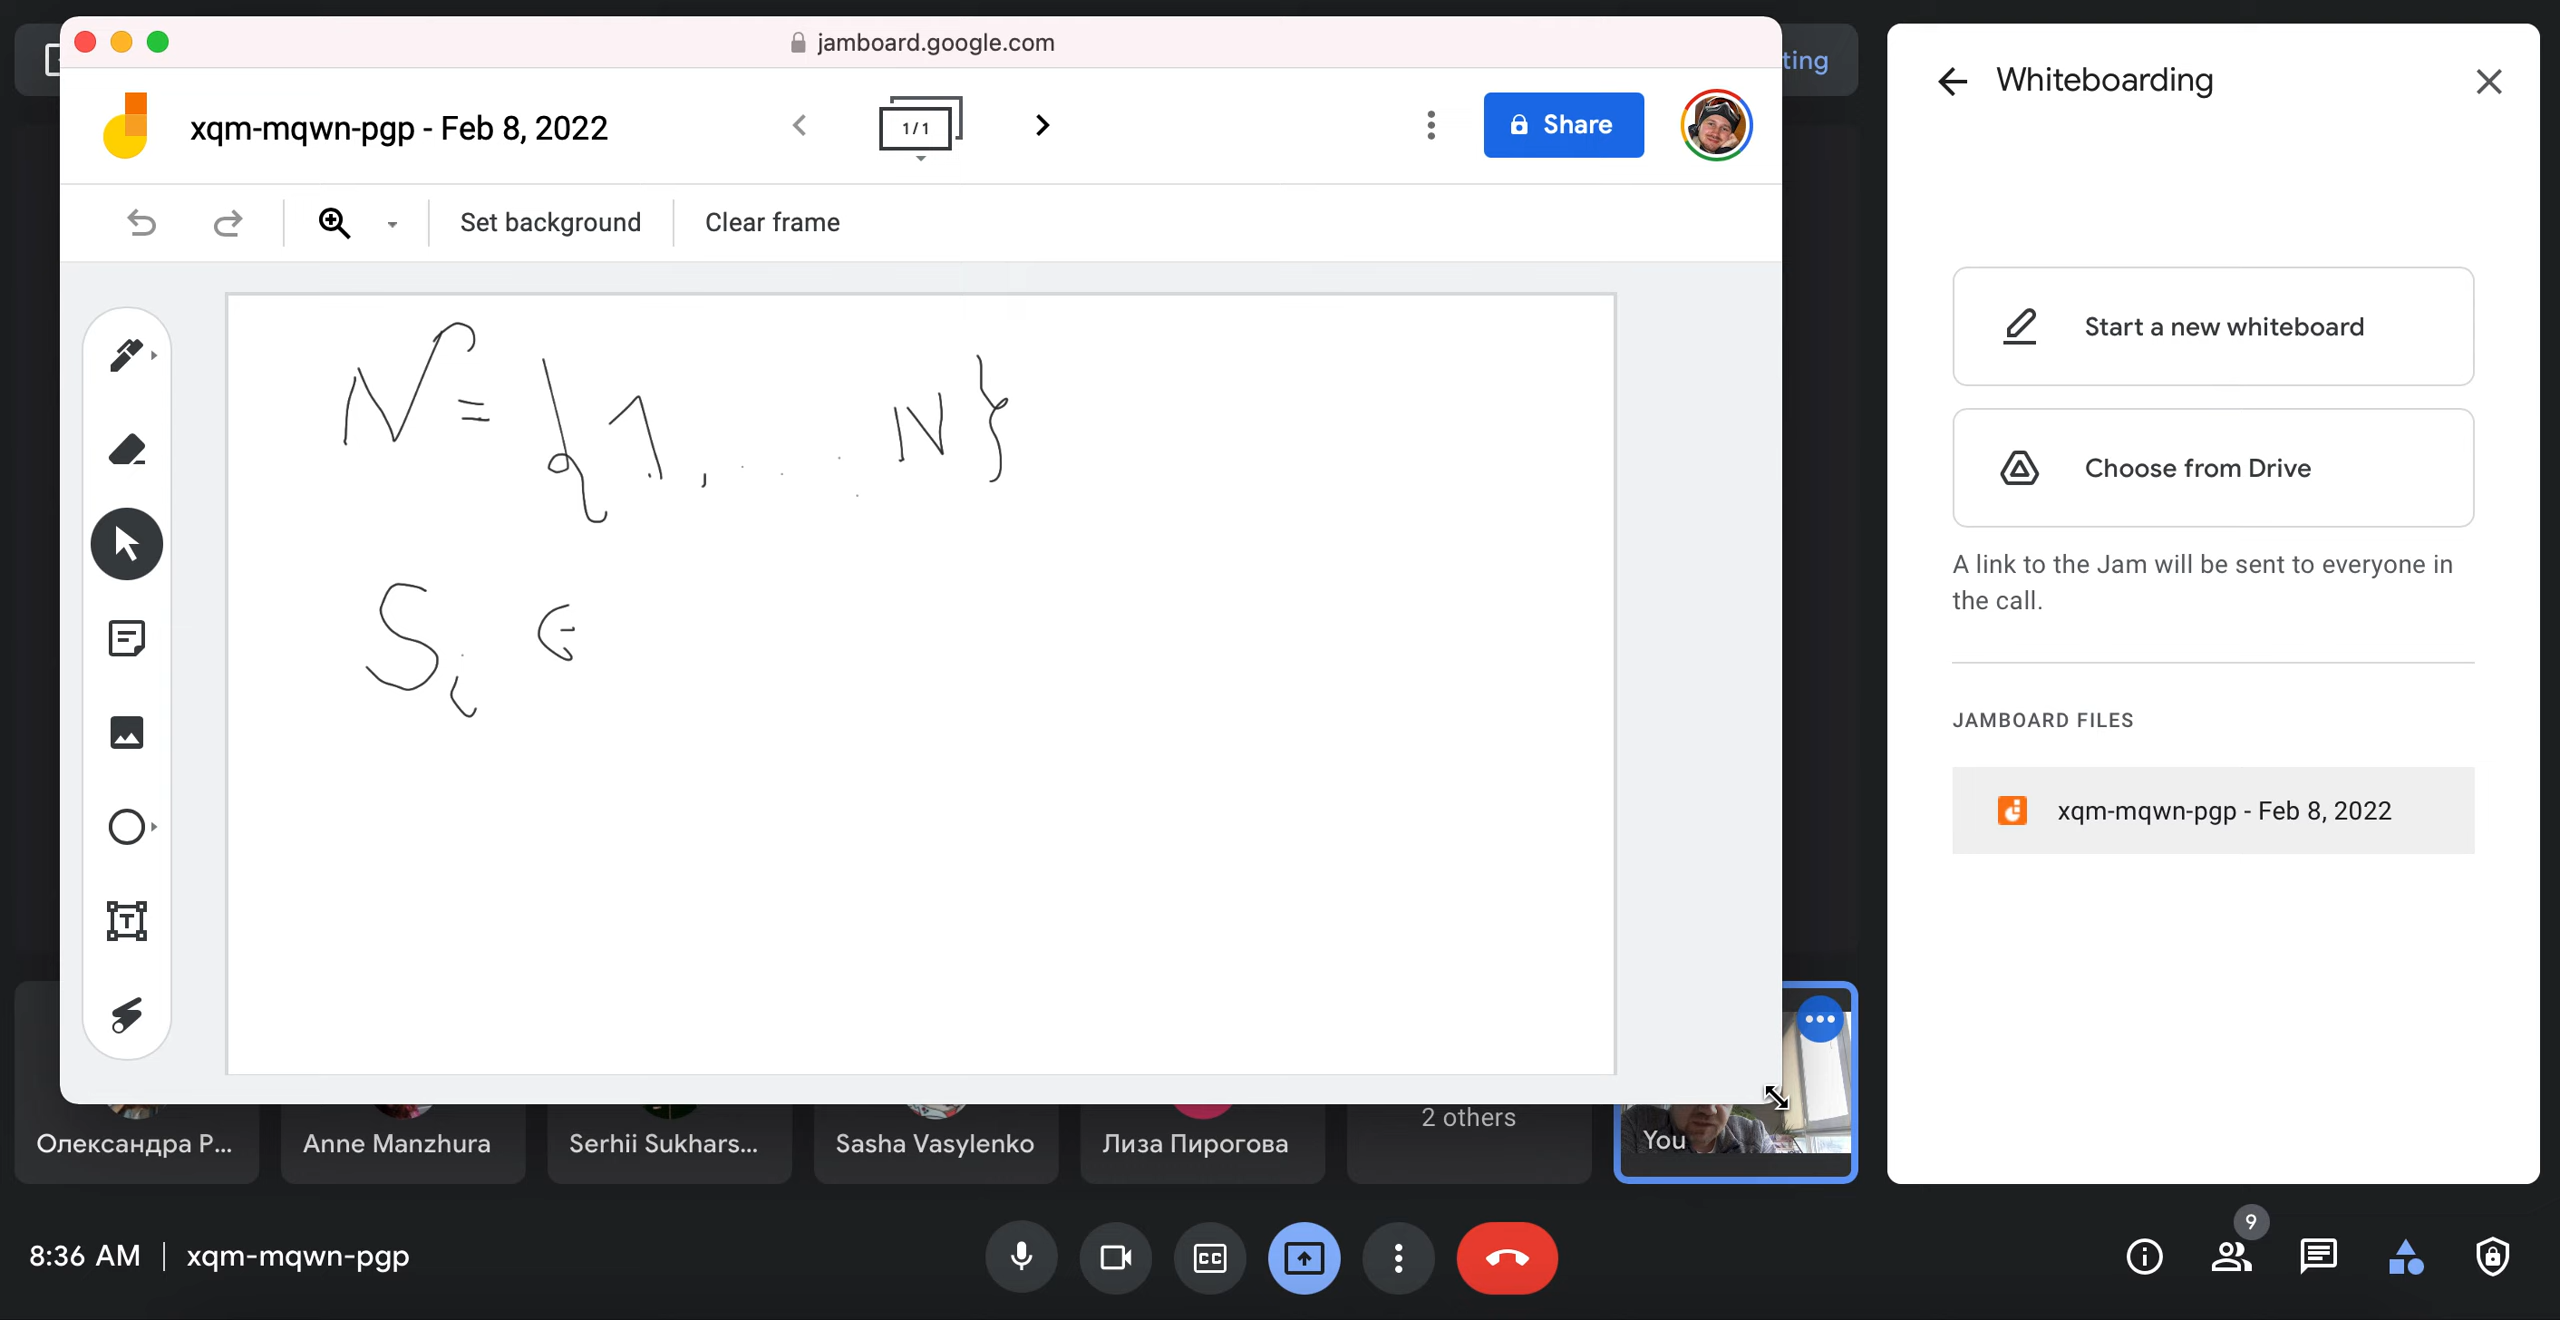 jamboard.google.com
ting
xqm-mqwn-pgp - Feb 8, 2022
1/1
Share
Set background
Clear frame
N = {1, .... N}
Si ∈
Whiteboarding
Start a new whiteboard
Choose from Drive
A link to the Jam will be sent to everyone in
the call.
JAMBOARD FILES
xqm-mqwn-pgp - Feb 8, 2022
Олександра Р...
Anne Manzhura
Serhii Sukhars...
Sasha Vasylenko
Лиза Пирогова
2 others
You
8:36 AM | xqm-mqwn-pgp
CC
9